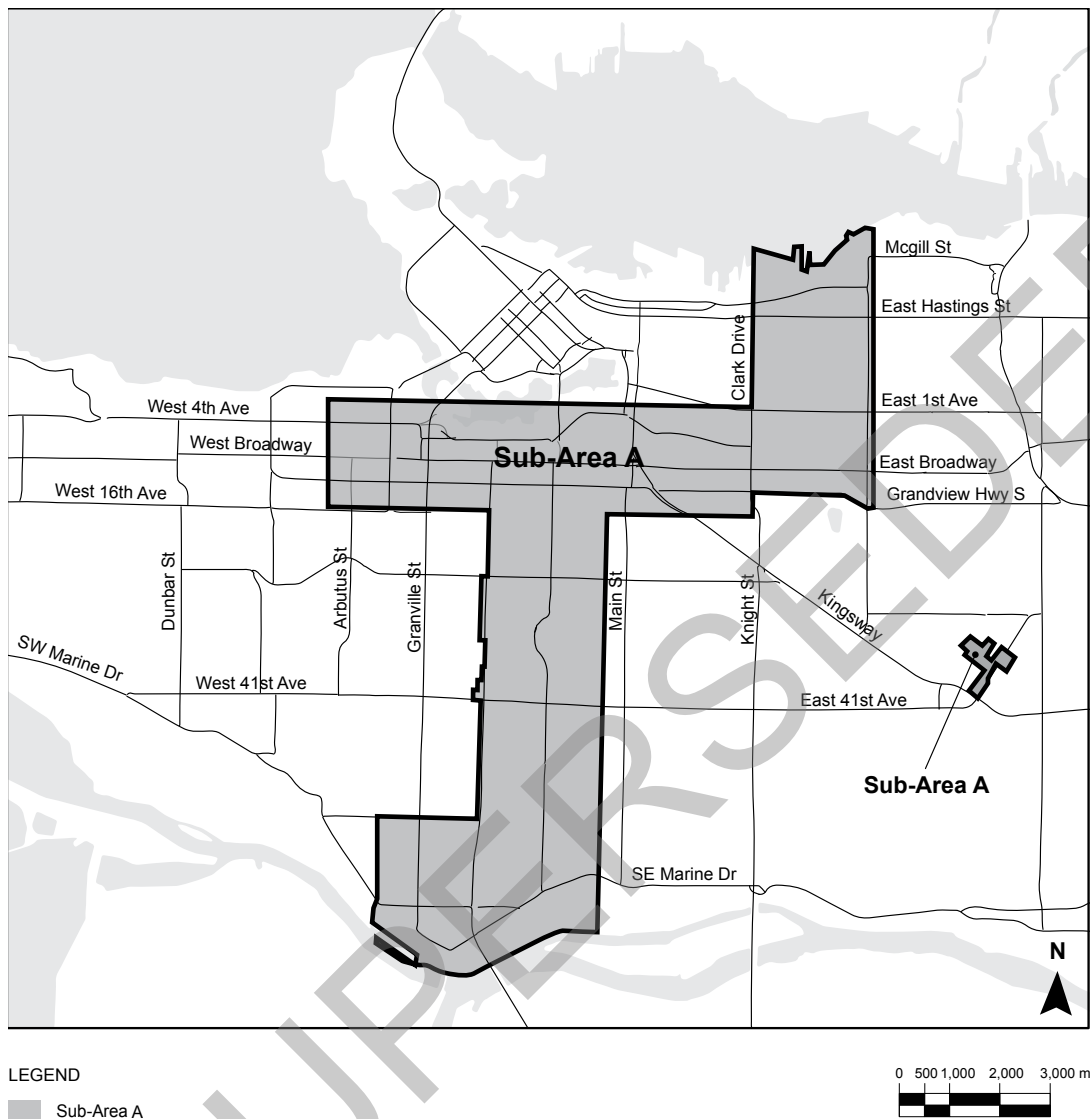 Mcgill St
East Hastings St
Clark Drive
West 4th Ave
East 1st Ave
West Broadway
Sub-Area A
East Broadway
West 16th Ave
Grandview Hwy S
Dunbar St
Arbutus St
Granville St
Main St
Knight St
Kingsway
SW Marine Dr
West 41st Ave
East 41st Ave
Sub-Area A
SE Marine Dr
N
SUPERSEDED
LEGEND
Sub-Area A
0 500 1,000 2,000 3,000 m